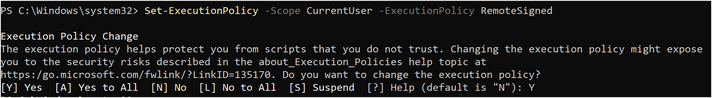 PS C:\Windows\system32> Set-ExecutionPolicy -Scope CurrentUser -ExecutionPolicy RemoteSigned
Execution Policy Change
The execution policy helps protect you from scripts that you do not trust. Changing the execution policy might expose
you to the security risks described in the about_Execution_Policies help topic at
https:/go.microsoft.com/fwlink/?LinkID=135170. Do you want to change the execution policy?
[Y] Yes  [A] Yes to All  [N] No  [L] No to All  [S] Suspend  [?] Help (default is "N"): Y